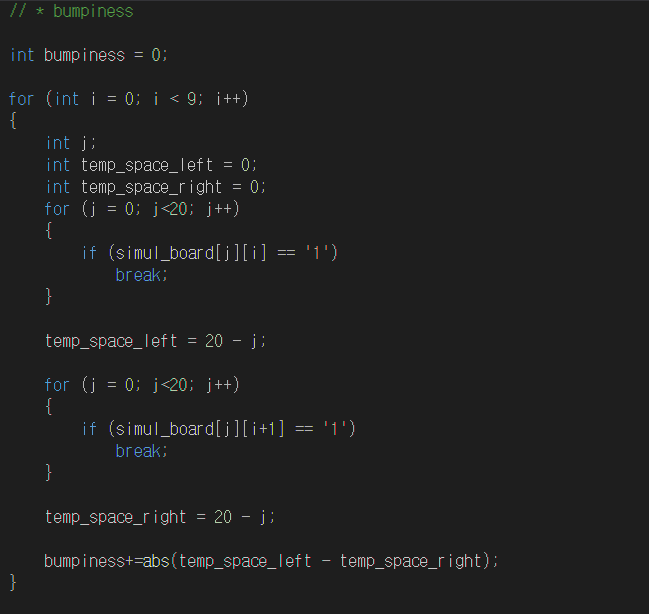 // * bumpiness
int bumpiness = 0;
for (int i = 0; i < 9; i++)
{
int j;
int temp_space_left = 0;
int temp_space_right = 0;
for (j = 0; j<20; j++)
{
if (simul_board[j][i] == '1')
break;
}
temp_space_left = 20 - j;
for (j = 0; j<20; j++)
{
if (simul_board[j][i+1] == '1')
break;
}
temp_space_right = 20 - j;
bumpiness+=abs(temp_space_left - temp_space_right);
}